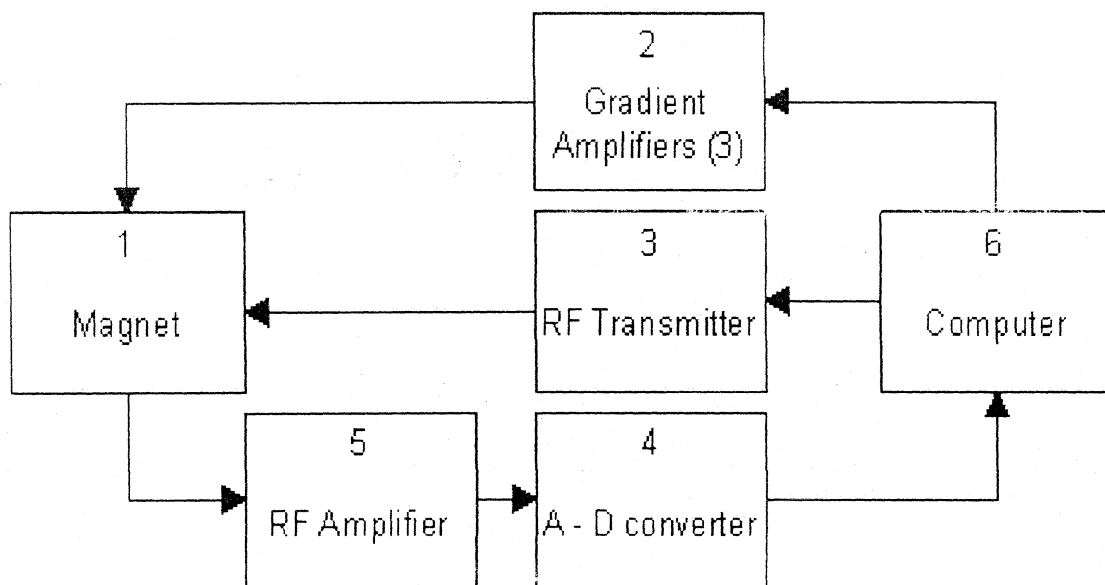 2
Gradient
Amplifiers (3)
1
Magnet
3
RF Transmitter
6
Computer
5
RF Amplifier
4
A - D converter